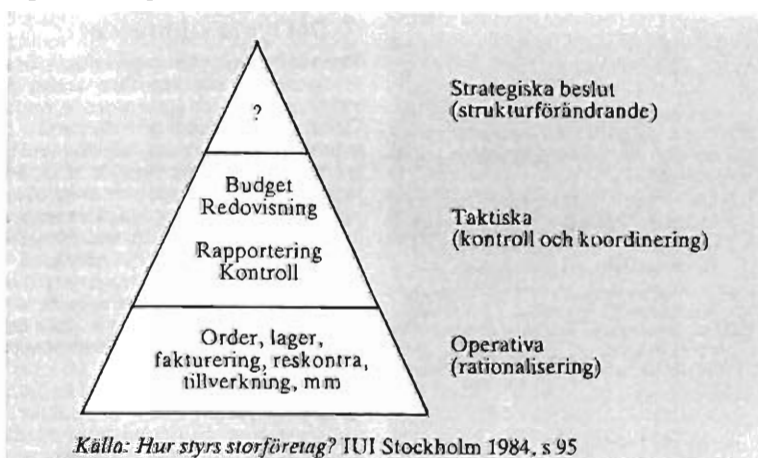 ?
Strategiska beslut
(strukturförändrande)
Budget
Redovisning
Rapportering
Kontroll
Taktiska
(kontroll och koordinering)
Order, lager,
fakturering, reskontra,
tillverkning, m m
Operativa
(rationalisering)
Källa: Hur styrs storföretag? IUI Stockholm 1984, s 95